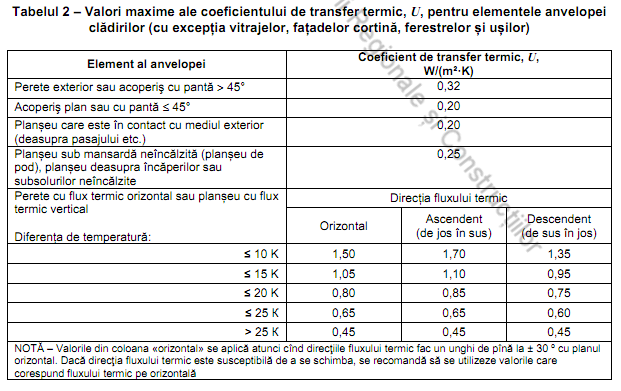 Tabelul 2 – Valori maxime ale coeficientului de transfer termic, U, pentru elementele anvelopei
clădirilor (cu excepția vitrajelor, fațadelor cortină, ferestrelor și ușilor)
Element al anvelopei
Coeficient de transfer termic, U,
W/(m²·K)
Perete exterior sau acoperiș cu pantă > 45°
0,32
Acoperiș plan sau cu pantă ≤ 45°
0,20
Planșeu care este în contact cu mediul exterior
(deasupra pasajului etc.)
0,20
Planșeu sub mansardă neîncălzită (planșeu de
pod), planșeu deasupra încăperilor sau
subsolurilor neîncălzite
0,25
Perete cu flux termic orizontal sau planșeu cu flux
termic vertical
Diferența de temperatură:
Direcția fluxului termic
Orizontal
Ascendent
(de jos în sus)
Descendent
(de sus în jos)
≤ 10 K 1,50 1,70 1,35
≤ 15 K 1,05 1,10 0,95
≤ 20 K 0,80 0,85 0,75
≤ 25 K 0,65 0,65 0,60
> 25 K 0,45 0,45 0,45
NOTĂ – Valorile din coloana «orizontal» se aplică atunci cînd direcțiile fluxului termic fac un unghi de pînă la ± 30 ° cu planul
orizontal. Dacă direcția fluxului termic este susceptibilă de a se schimba, se recomandă să se utilizeze valorile care
corespund fluxului termic pe orizontală
Regionale și Construcțiilor